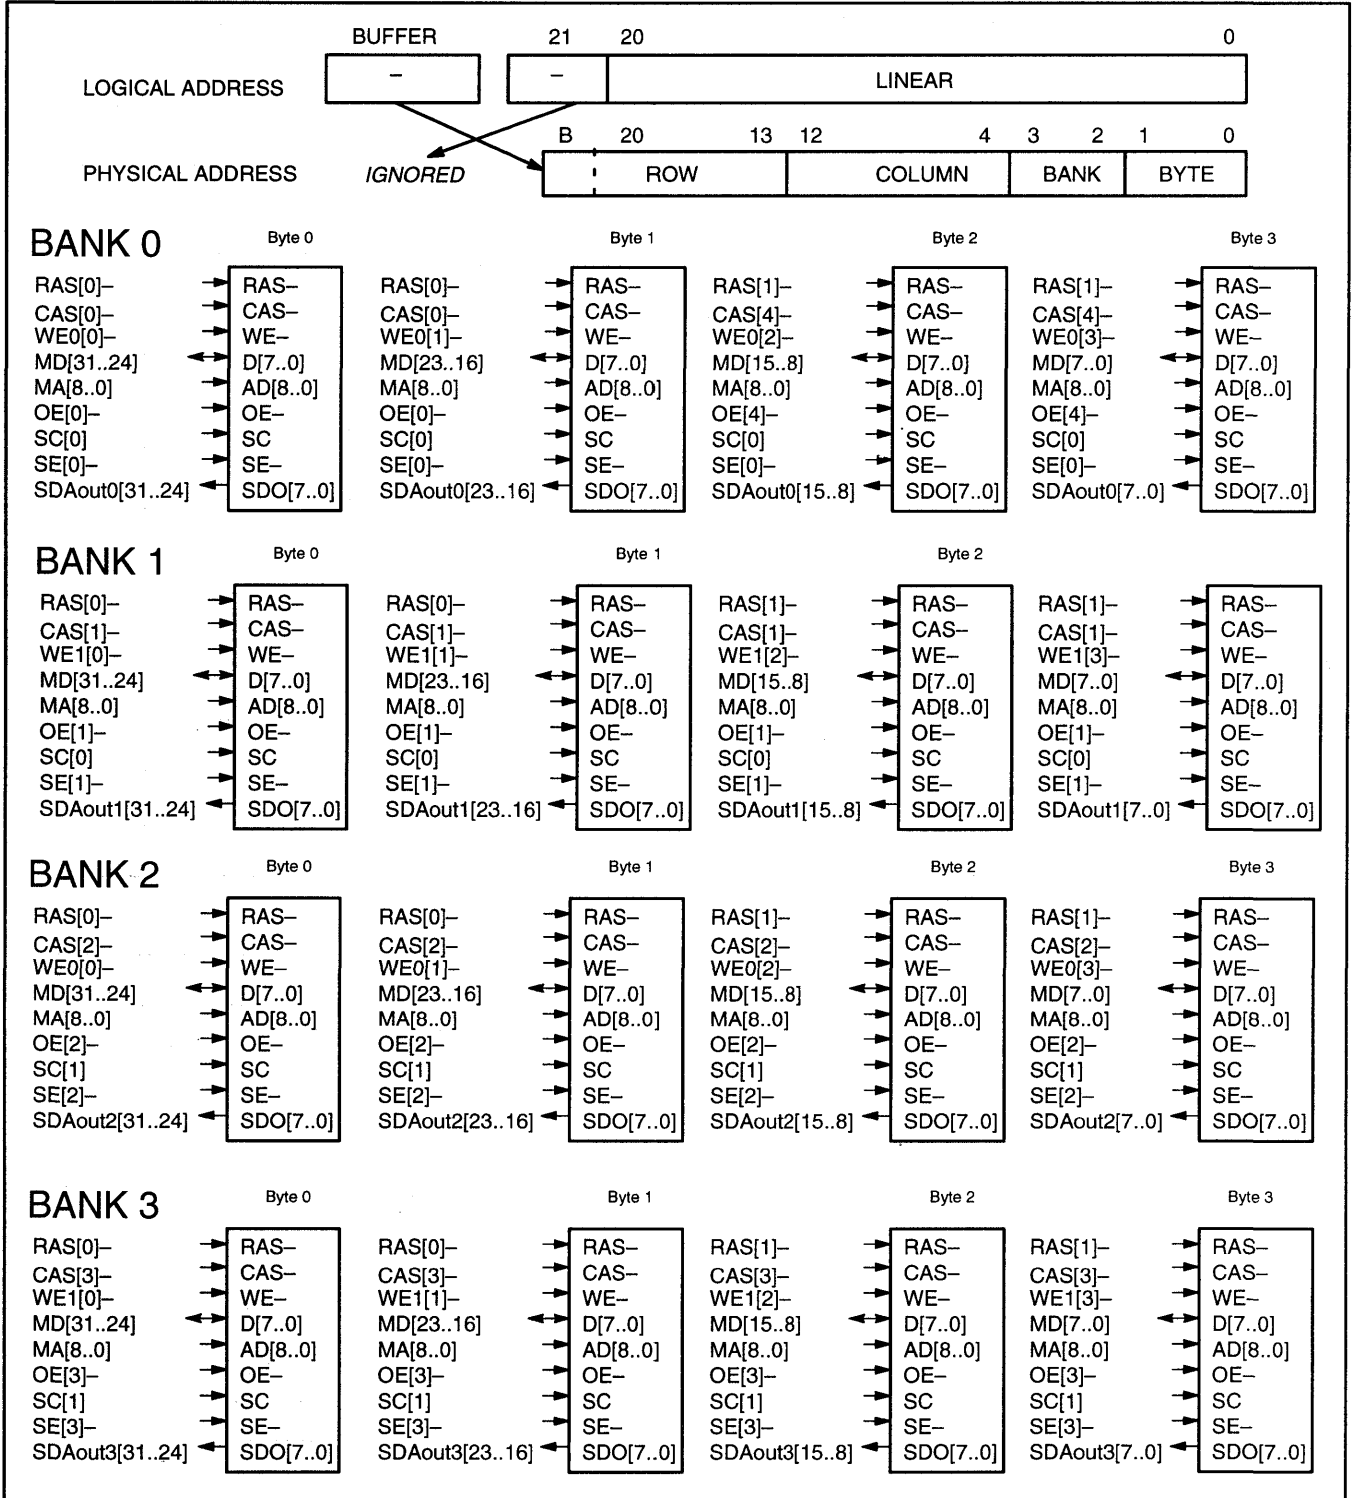 BUFFER 21 20 0
– – LINEAR
LOGICAL ADDRESS
B 20 13 12 4 3 2 1 0
PHYSICAL ADDRESS IGNORED ROW COLUMN BANK BYTE
BANK 0 Byte 0 Byte 1 Byte 2 Byte 3
RAS[0]– RAS– RAS[0]– RAS– RAS[1]– RAS– RAS[1]– RAS–
CAS[0]– CAS– CAS[0]– CAS– CAS[4]– CAS– CAS[4]– CAS–
WE0[0]– WE– WE0[1]– WE– WE0[2]– WE– WE0[3]– WE–
MD[31..24] D[7..0] MD[23..16] D[7..0] MD[15..8] D[7..0] MD[7..0] D[7..0]
MA[8..0] AD[8..0] MA[8..0] AD[8..0] MA[8..0] AD[8..0] MA[8..0] AD[8..0]
OE[0]– OE– OE[0]– OE– OE[4]– OE– OE[4]– OE–
SC[0] SC SC[0] SC SC[0] SC SC[0] SC
SE[0]– SE– SE[0]– SE– SE[0]– SE– SE[0]– SE–
SDAout0[31..24] SDO[7..0] SDAout0[23..16] SDO[7..0] SDAout0[15..8] SDO[7..0] SDAout0[7..0] SDO[7..0]
BANK 1 Byte 0 Byte 1 Byte 2
RAS[0]– RAS– RAS[0]– RAS– RAS[1]– RAS– RAS[1]– RAS–
CAS[1]– CAS– CAS[1]– CAS– CAS[1]– CAS– CAS[1]– CAS–
WE1[0]– WE– WE1[1]– WE– WE1[2]– WE– WE1[3]– WE–
MD[31..24] D[7..0] MD[23..16] D[7..0] MD[15..8] D[7..0] MD[7..0] D[7..0]
MA[8..0] AD[8..0] MA[8..0] AD[8..0] MA[8..0] AD[8..0] MA[8..0] AD[8..0]
OE[1]– OE– OE[1]– OE– OE[1]– OE– OE[1]– OE–
SC[0] SC SC[0] SC SC[0] SC SC[0] SC
SE[1]– SE– SE[1]– SE– SE[1]– SE– SE[1]– SE–
SDAout1[31..24] SDO[7..0] SDAout1[23..16] SDO[7..0] SDAout1[15..8] SDO[7..0] SDAout1[7..0] SDO[7..0]
BANK 2 Byte 0 Byte 1 Byte 2 Byte 3
RAS[0]– RAS– RAS[0]– RAS– RAS[1]– RAS– RAS[1]– RAS–
CAS[2]– CAS– CAS[2]– CAS– CAS[2]– CAS– CAS[2]– CAS–
WE0[0]– WE– WE0[1]– WE– WE0[2]– WE– WE0[3]– WE–
MD[31..24] D[7..0] MD[23..16] D[7..0] MD[15..8] D[7..0] MD[7..0] D[7..0]
MA[8..0] AD[8..0] MA[8..0] AD[8..0] MA[8..0] AD[8..0] MA[8..0] AD[8..0]
OE[2]– OE– OE[2]– OE– OE[2]– OE– OE[2]– OE–
SC[1] SC SC[1] SC SC[1] SC SC[1] SC
SE[2]– SE– SE[2]– SE– SE[2]– SE– SE[2]– SE–
SDAout2[31..24] SDO[7..0] SDAout2[23..16] SDO[7..0] SDAout2[15..8] SDO[7..0] SDAout2[7..0] SDO[7..0]
BANK 3 Byte 0 Byte 1 Byte 2 Byte 3
RAS[0]– RAS– RAS[0]– RAS– RAS[1]– RAS– RAS[1]– RAS–
CAS[3]– CAS– CAS[3]– CAS– CAS[3]– CAS– CAS[3]– CAS–
WE1[0]– WE– WE1[1]– WE– WE1[2]– WE– WE1[3]– WE–
MD[31..24] D[7..0] MD[23..16] D[7..0] MD[15..8] D[7..0] MD[7..0] D[7..0]
MA[8..0] AD[8..0] MA[8..0] AD[8..0] MA[8..0] AD[8..0] MA[8..0] AD[8..0]
OE[3]– OE– OE[3]– OE– OE[3]– OE– OE[3]– OE–
SC[1] SC SC[1] SC SC[1] SC SC[1] SC
SE[3]– SE– SE[3]– SE– SE[3]– SE– SE[3]– SE–
SDAout3[31..24] SDO[7..0] SDAout3[23..16] SDO[7..0] SDAout3[15..8] SDO[7..0] SDAout3[7..0] SDO[7..0]